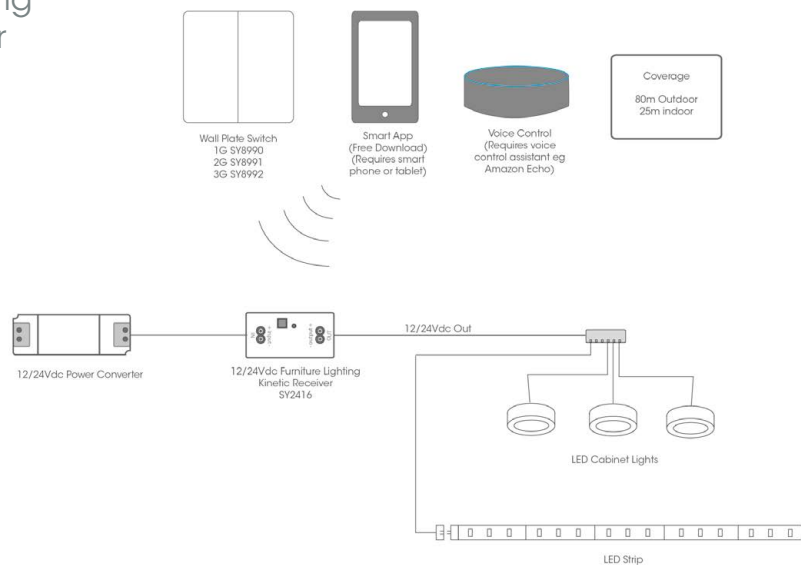 Wall Plate Switch
1G SY8990
2G SY8991
3G SY8992
Smart App
(Free Download)
(Requires smart
phone or tablet)
Voice Control
(Requires voice
control assistant eg
Amazon Echo)
Coverage
80m Outdoor
25m indoor
12/24Vdc Power Converter
12/24Vdc Furniture Lighting
Kinetic Receiver
SY2416
12/24Vdc Out
LED Cabinet Lights
LED Strip